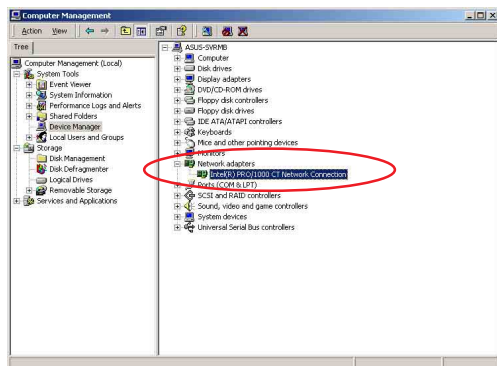 Computer Management
Action View
Tree
Computer Management (Local)
System Tools
Event Viewer
System Information
Performance Logs and Alerts
Shared Folders
Device Manager
Local Users and Groups
Storage
Disk Management
Disk Defragmenter
Logical Drives
Removable Storage
Services and Applications
ASUS-SVRMB
Computer
Disk drives
Display adapters
DVD/CD-ROM drives
Floppy disk controllers
Floppy disk drives
IDE ATA/ATAPI controllers
Keyboards
Mice and other pointing devices
Monitors
Network adapters
Intel(R) PRO/1000 CT Network Connection
Ports (COM & LPT)
SCSI and RAID controllers
Sound, video and game controllers
System devices
Universal Serial Bus controllers